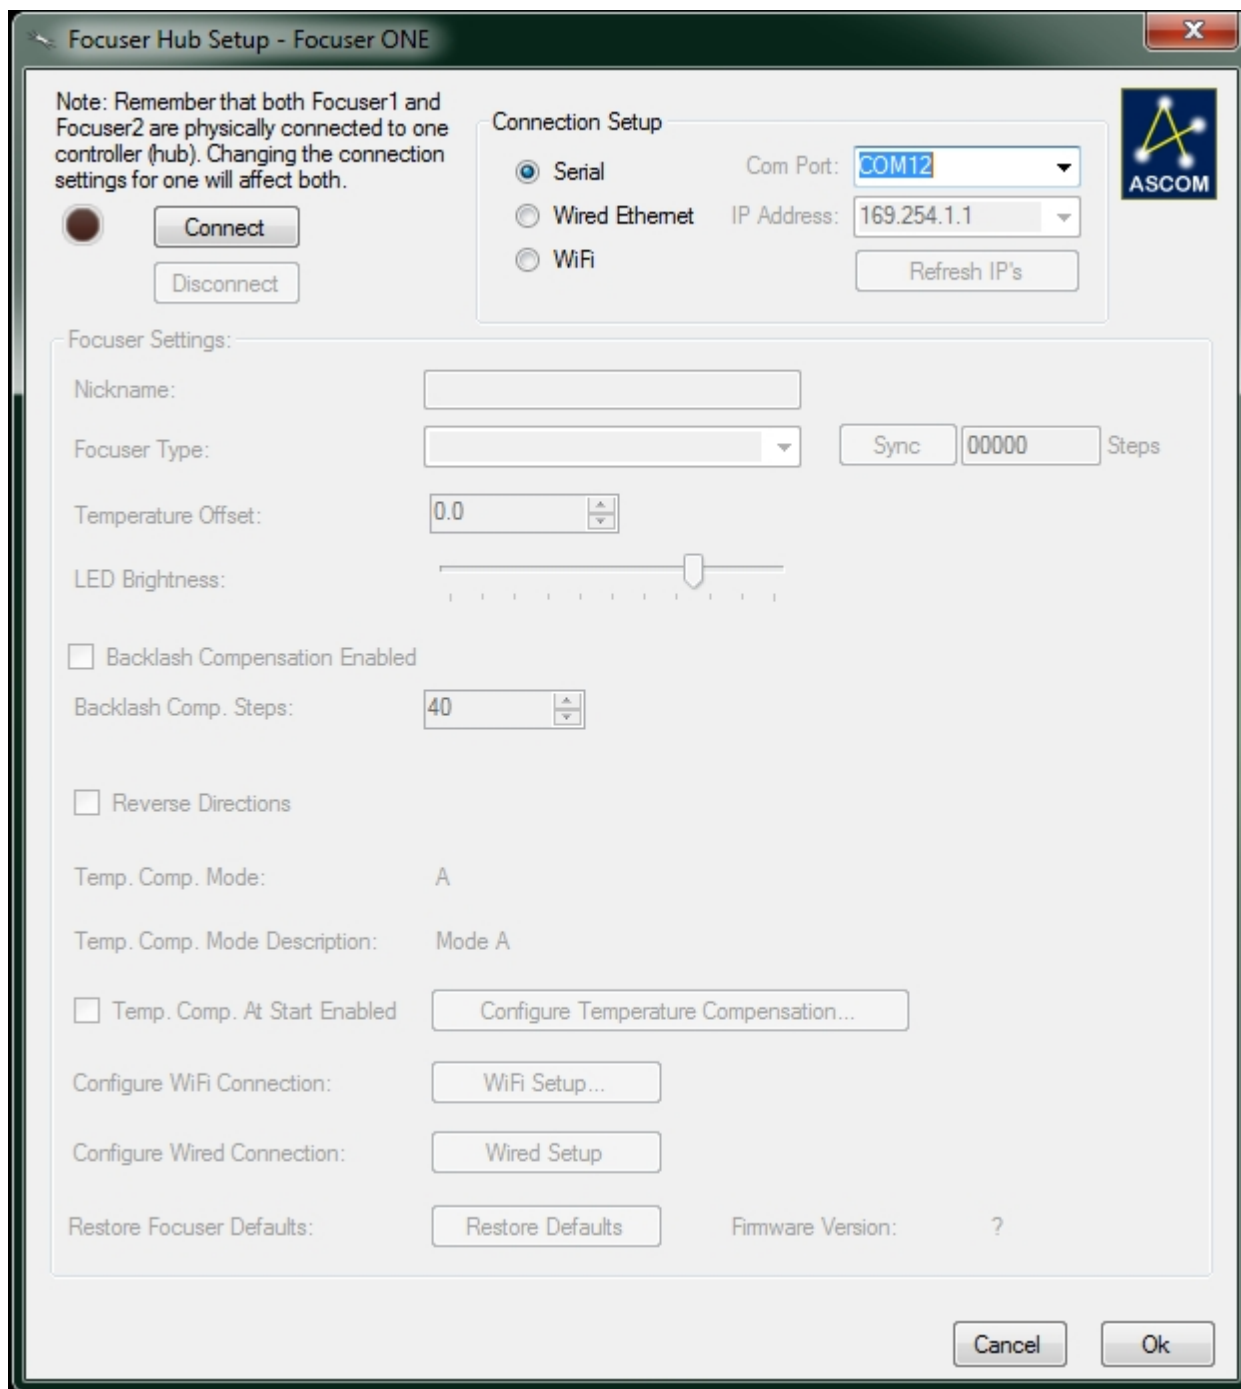 Focuser Hub Setup - Focuser ONE
Note: Remember that both Focuser1 and
Focuser2 are physically connected to one
controller (hub). Changing the connection
settings for one will affect both.
Connect
Disconnect
Connection Setup
Serial
Com Port: COM12
Wired Ethernet
IP Address: 169.254.1.1
WiFi
Refresh IP's
ASCOM
Focuser Settings:
Nickname:
Focuser Type:
Sync 00000 Steps
Temperature Offset: 0.0
LED Brightness:
Backlash Compensation Enabled
Backlash Comp. Steps: 40
Reverse Directions
Temp. Comp. Mode: A
Temp. Comp. Mode Description: Mode A
Temp. Comp. At Start Enabled Configure Temperature Compensation...
Configure WiFi Connection: WiFi Setup...
Configure Wired Connection: Wired Setup
Restore Focuser Defaults: Restore Defaults Firmware Version: ?
Cancel Ok